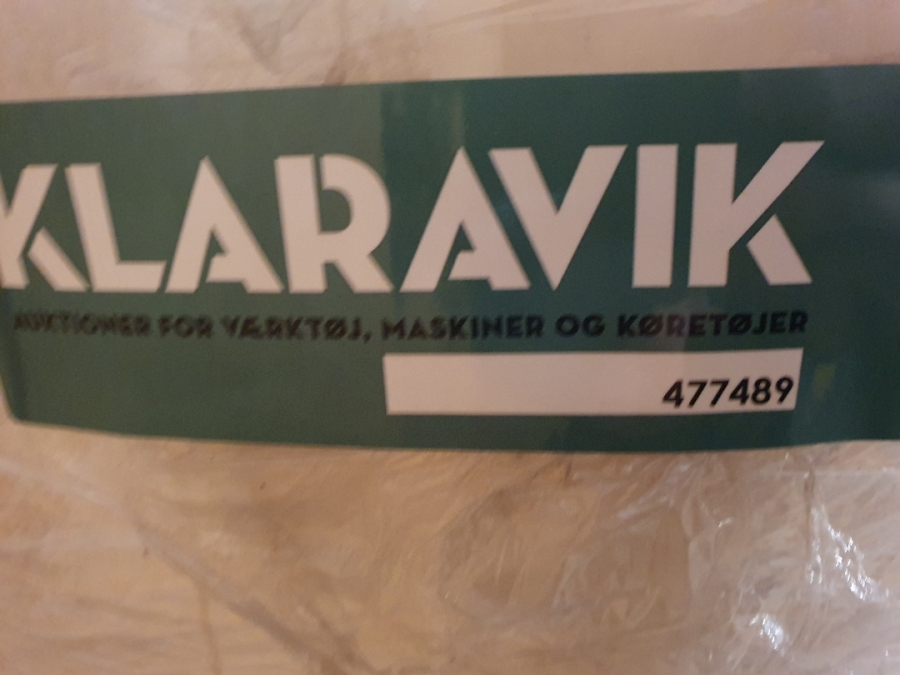 KLARAVIK
AUKTIONER FOR VÆRKTØJ, MASKINER OG KØRETØJER
477489